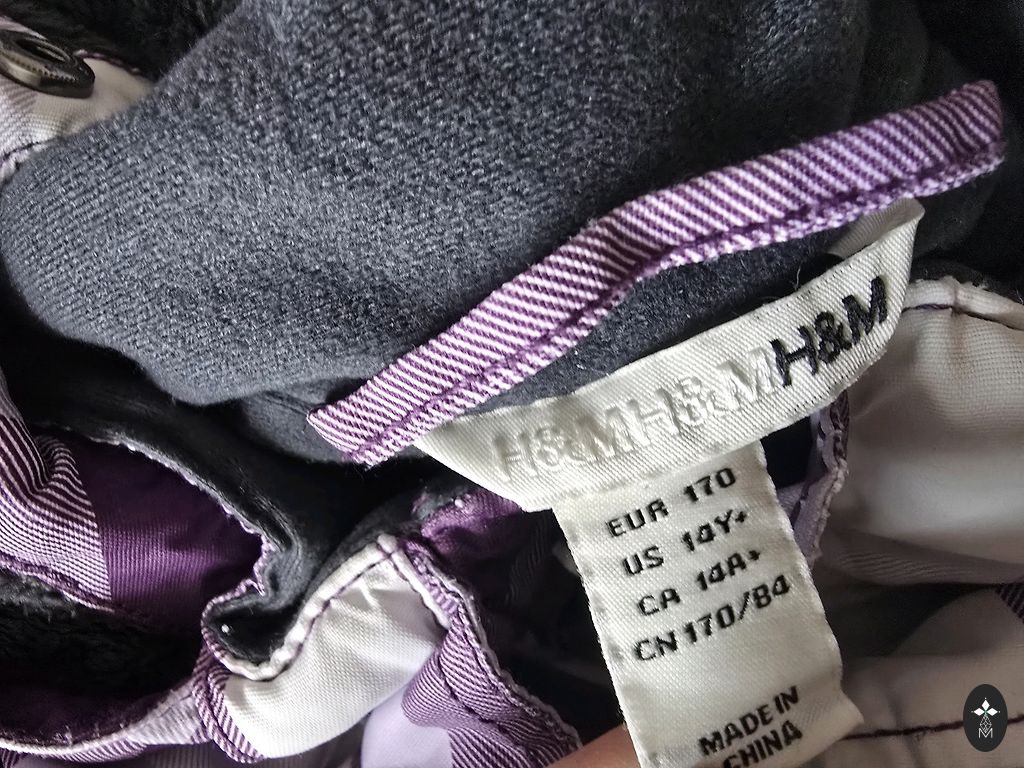 H&MH&MH&M
EUR 170
US 14Y+
CA 14A+
CN 170/84
MADE IN
CHINA
M